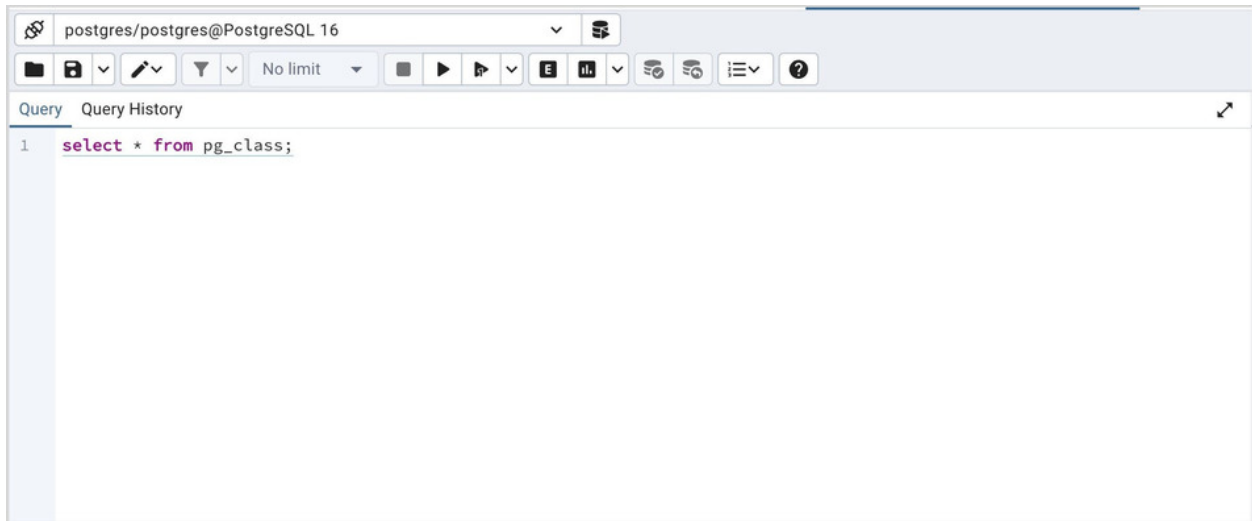 postgres/postgres@PostgreSQL 16
No limit
E
Query Query History
1 select * from pg_class;